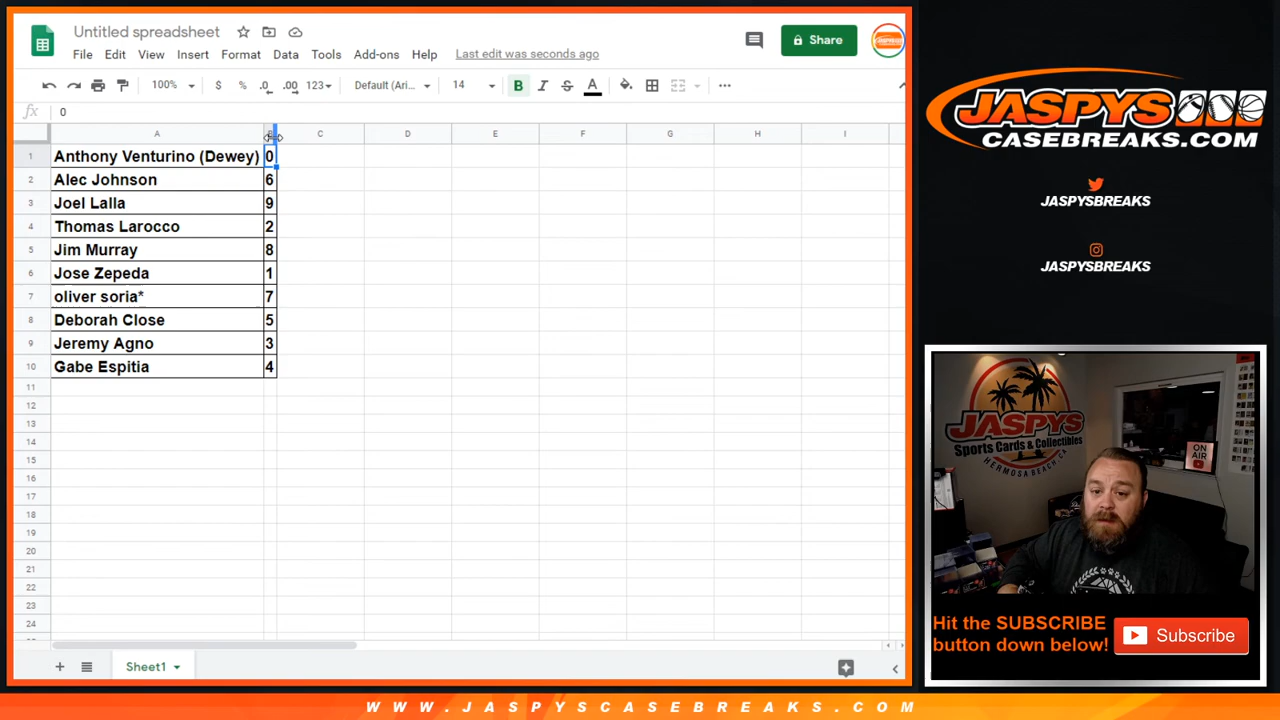 Untitled spreadsheet
File Edit View Insert Format Data Tools Add-ons Help Last edit was seconds ago
Share
100% $ % .0 .00 123 Default (Ari... 14 B I S A
fx 0
A C D E F G H I
1 Anthony Venturino (Dewey) 0
2 Alec Johnson 6
3 Joel Lalla 9
4 Thomas Larocco 2
5 Jim Murray 8
6 Jose Zepeda 1
7 oliver soria* 7
8 Deborah Close 5
9 Jeremy Agno 3
10 Gabe Espitia 4
11
12
13
14
15
16
17
18
19
20
21
22
23
24
Sheet1
JASPYS
CASEBREAKS.COM
JASPYSBREAKS
JASPYSBREAKS
JASPYS
Sports Cards & Collectibles
HERMOSA BEACH, CA
ON AIR
Hit the SUBSCRIBE
button down below!
Subscribe
WWW.JASPYSCASEBREAKS.COM